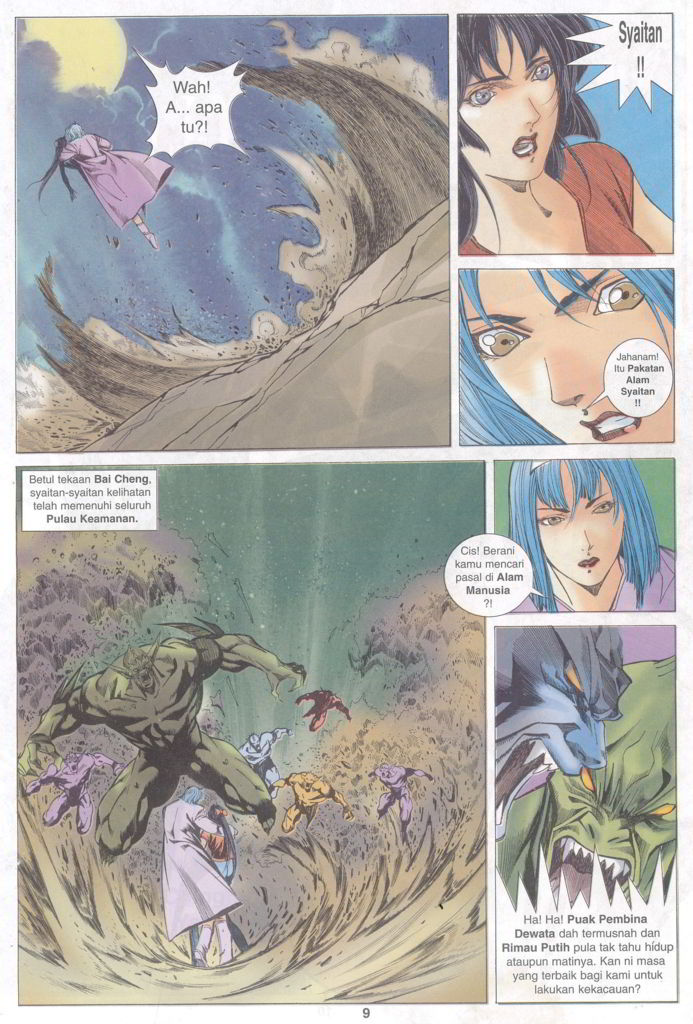 Wah!
A... apa
tu?!
Syaitan
!!
Jahanam!
Itu Pakatan
Alam
Syaitan
!!
Betul tekaan Bai Cheng,
syaitan-syaitan kelihatan
telah memenuhi seluruh
Pulau Keamanan.
Cis! Berani
kamu mencari
pasal di Alam
Manusia
?!
Ha! Ha! Puak Pembina
Dewata dah termusnah dan
Rimau Putih pula tak tahu hidup
ataupun matinya. Kan ni masa
yang terbaik bagi kami untuk
lakukan kekacauan?
9